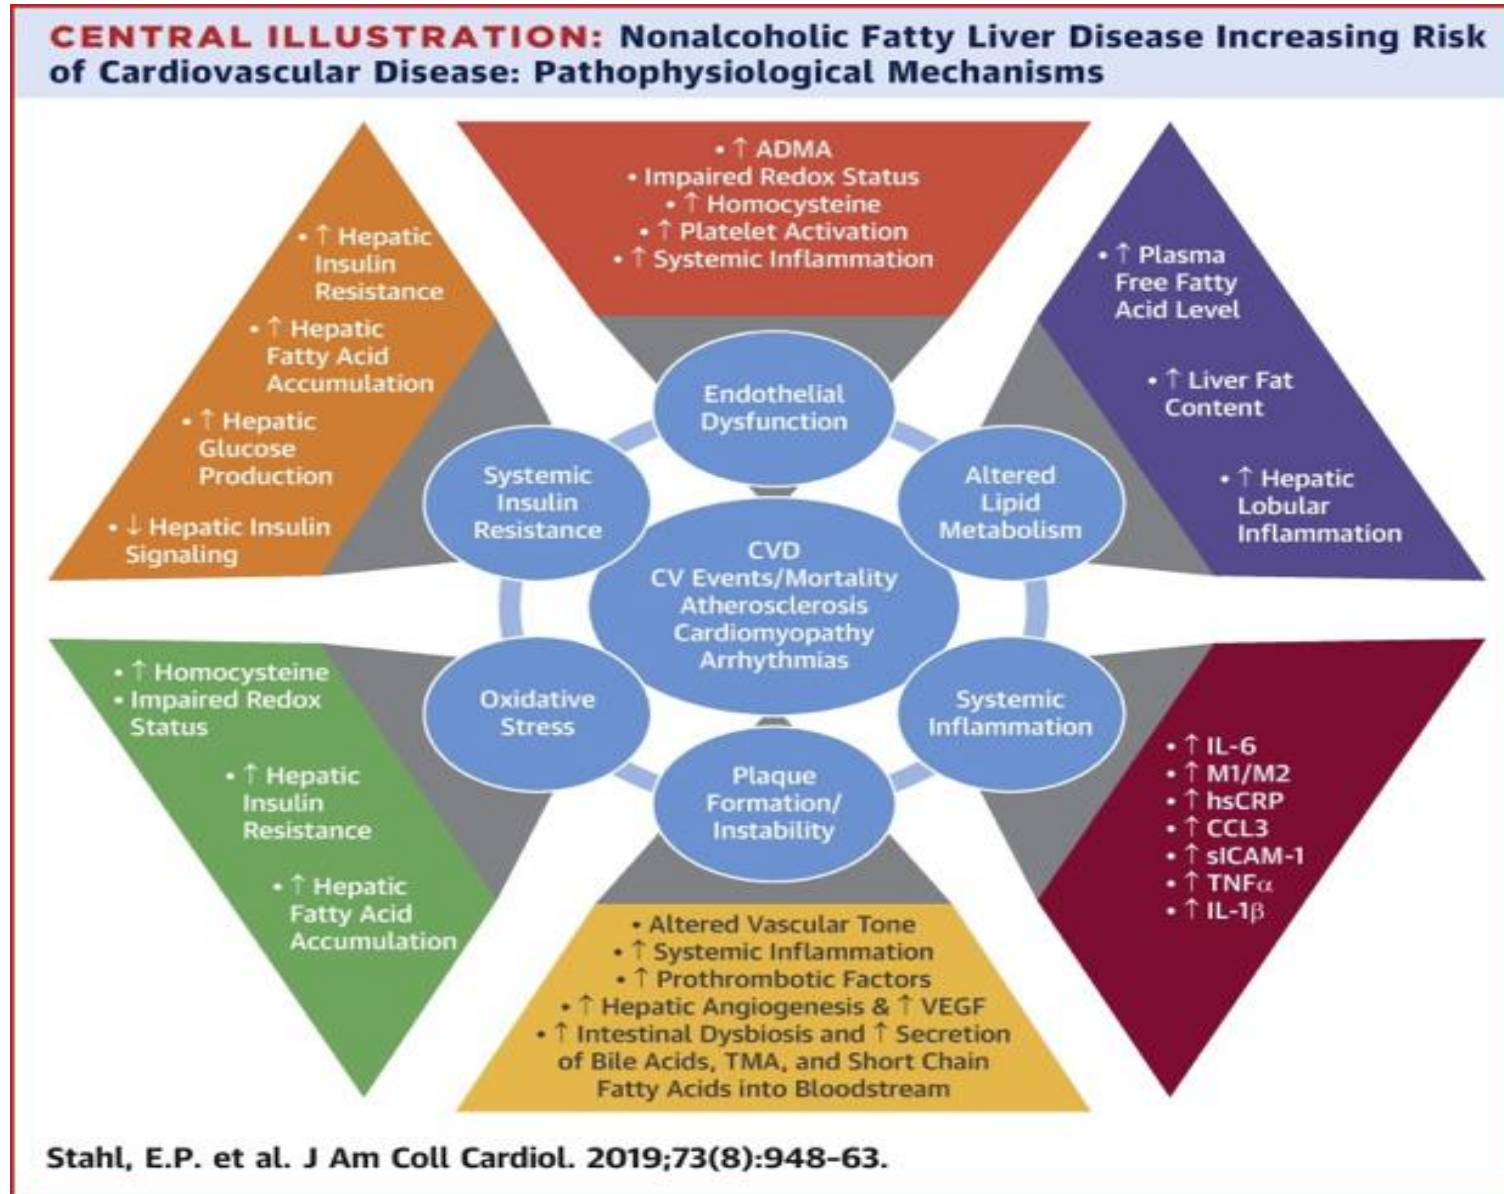 CENTRAL ILLUSTRATION: Nonalcoholic Fatty Liver Disease Increasing Risk
of Cardiovascular Disease: Pathophysiological Mechanisms
• ↑ Hepatic
Insulin
Resistance
• ↑ Hepatic
Fatty Acid
Accumulation
• ↑ Hepatic
Glucose
Production
• ↓ Hepatic Insulin
Signaling
• ↑ ADMA
• Impaired Redox Status
• ↑ Homocysteine
• ↑ Platelet Activation
• ↑ Systemic Inflammation
• ↑ Plasma
Free Fatty
Acid Level
• ↑ Liver Fat
Content
• ↑ Hepatic
Lobular
Inflammation
Endothelial
Dysfunction
Systemic
Insulin
Resistance
Altered
Lipid
Metabolism
CVD
CV Events/Mortality
Atherosclerosis
Cardiomyopathy
Arrhythmias
Oxidative
Stress
Systemic
Inflammation
Plaque
Formation/
Instability
• ↑ Homocysteine
• Impaired Redox
Status
• ↑ Hepatic
Insulin
Resistance
• ↑ Hepatic
Fatty Acid
Accumulation
• Altered Vascular Tone
• ↑ Systemic Inflammation
• ↑ Prothrombotic Factors
• ↑ Hepatic Angiogenesis & ↑ VEGF
• ↑ Intestinal Dysbiosis and ↑ Secretion
of Bile Acids, TMA, and Short Chain
Fatty Acids into Bloodstream
• ↑ IL-6
• ↑ M1/M2
• ↑ hsCRP
• ↑ CCL3
• ↑ sICAM-1
• ↑ TNFα
• ↑ IL-1β
Stahl, E.P. et al. J Am Coll Cardiol. 2019;73(8):948-63.